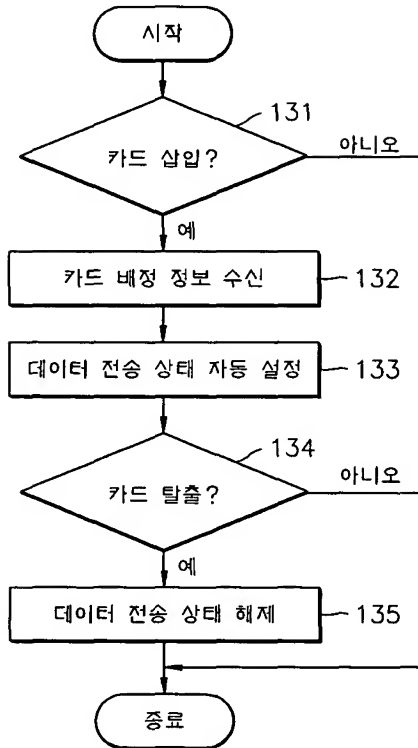 시작
131
카드 삽입?
아니오
예
카드 배정 정보 수신
132
데이터 전송 상태 자동 설정
133
134
카드 탈출?
아니오
예
데이터 전송 상태 해제
135
종료